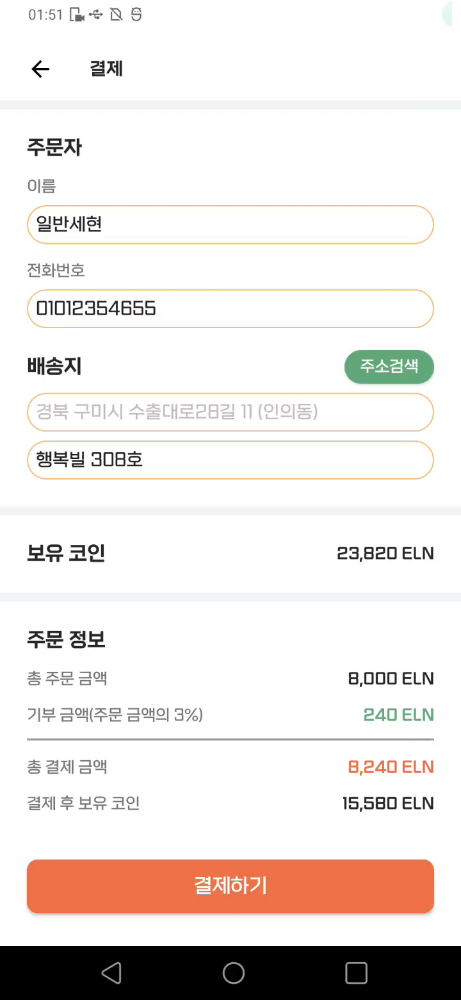 01:51
결제
주문자
이름
일반세현
전화번호
01012354655
배송지
주소검색
경북 구미시 수출대로28길 11 (인의동)
행복빌 308호
보유 코인
23,820 ELN
주문 정보
총 주문 금액
8,000 ELN
기부 금액(주문 금액의 3%)
240 ELN
총 결제 금액
8,240 ELN
결제 후 보유 코인
15,580 ELN
결제하기